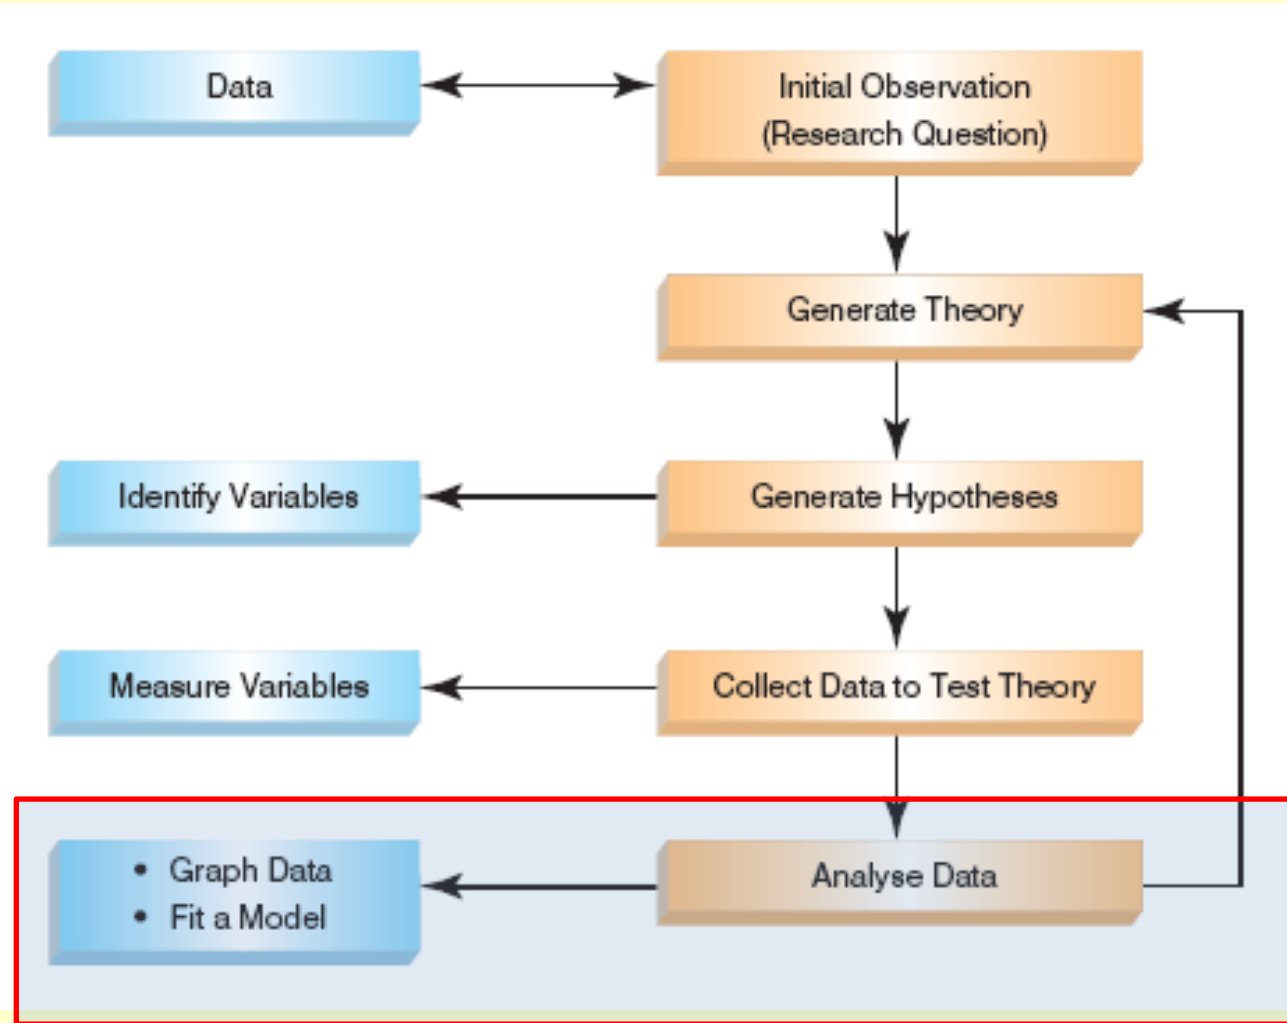 Data
Initial Observation
(Research Question)
Generate Theory
Identify Variables
Generate Hypotheses
Measure Variables
Collect Data to Test Theory
• Graph Data
• Fit a Model
Analyse Data